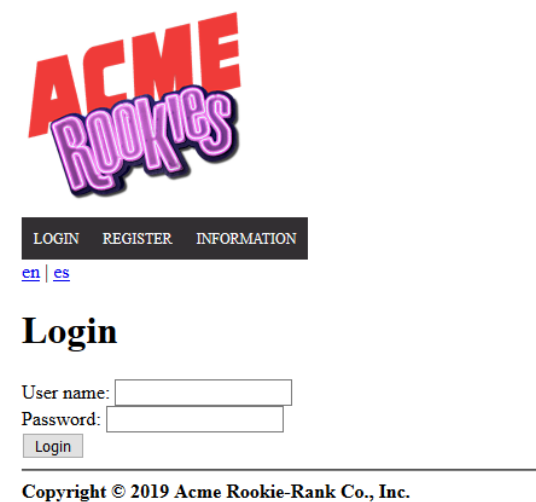 ACME
Rookies
LOGIN REGISTER INFORMATION
en | es
Login
User name:
Password:
Login
Copyright © 2019 Acme Rookie-Rank Co., Inc.